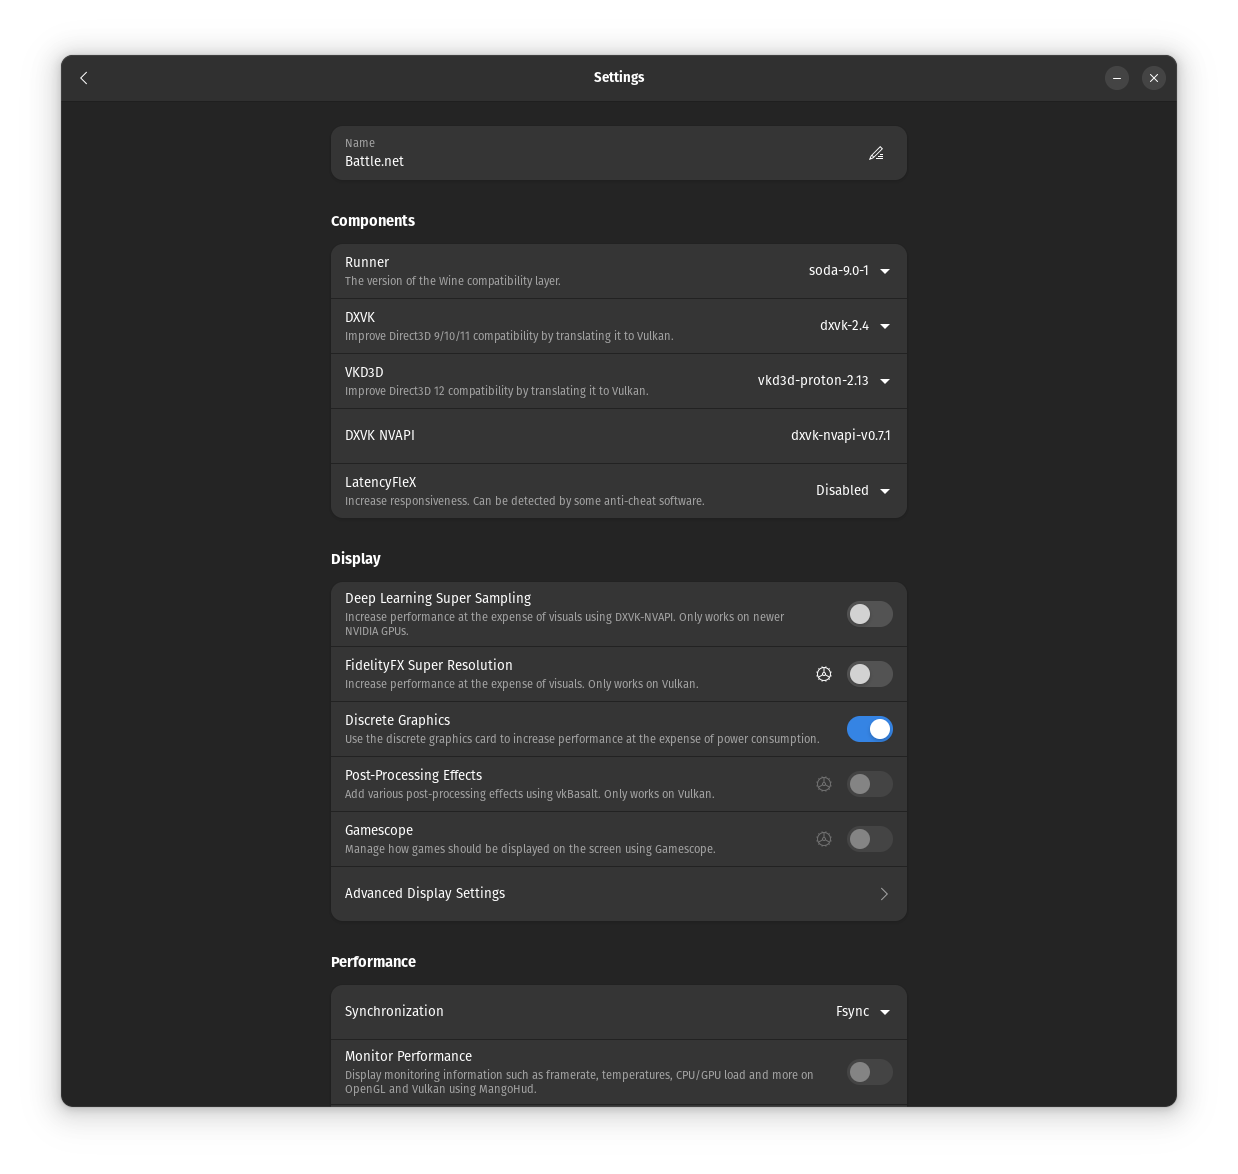 Settings
Name
Battle.net
Components
Runner
The version of the Wine compatibility layer.
soda-9.0-1
DXVK
Improve Direct3D 9/10/11 compatibility by translating it to Vulkan.
dxvk-2.4
VKD3D
Improve Direct3D 12 compatibility by translating it to Vulkan.
vkd3d-proton-2.13
DXVK NVAPI
dxvk-nvapi-v0.7.1
LatencyFleX
Increase responsiveness. Can be detected by some anti-cheat software.
Disabled
Display
Deep Learning Super Sampling
Increase performance at the expense of visuals using DXVK-NVAPI. Only works on newer
NVIDIA GPUs.
FidelityFX Super Resolution
Increase performance at the expense of visuals. Only works on Vulkan.
Discrete Graphics
Use the discrete graphics card to increase performance at the expense of power consumption.
Post-Processing Effects
Add various post-processing effects using vkBasalt. Only works on Vulkan.
Gamescope
Manage how games should be displayed on the screen using Gamescope.
Advanced Display Settings
Performance
Synchronization
Fsync
Monitor Performance
Display monitoring information such as framerate, temperatures, CPU/GPU load and more on
OpenGL and Vulkan using MangoHud.